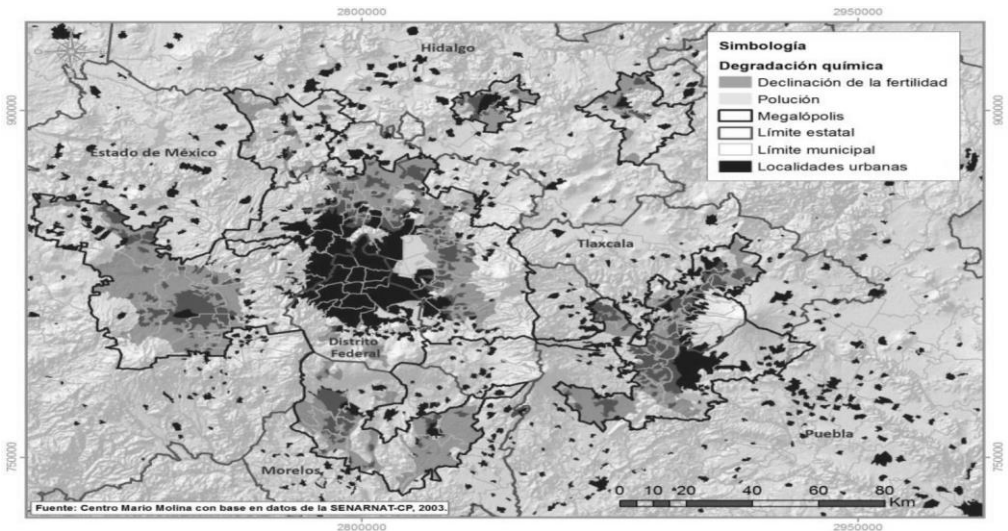 2800000
2950000
Hidalgo
Simbología
Degradación química
Declinación de la fertilidad
Polución
Megalópolis
Límite estatal
Límite municipal
Localidades urbanas
900000
900000
Estado de México
Tlaxcala
Distrito
Federal
Puebla
Morelos
750000
750000
0 10 20 40 60 80
Km
Fuente: Centro Mario Molina con base en datos de la SENARNAT-CP, 2003.
2800000
2950000